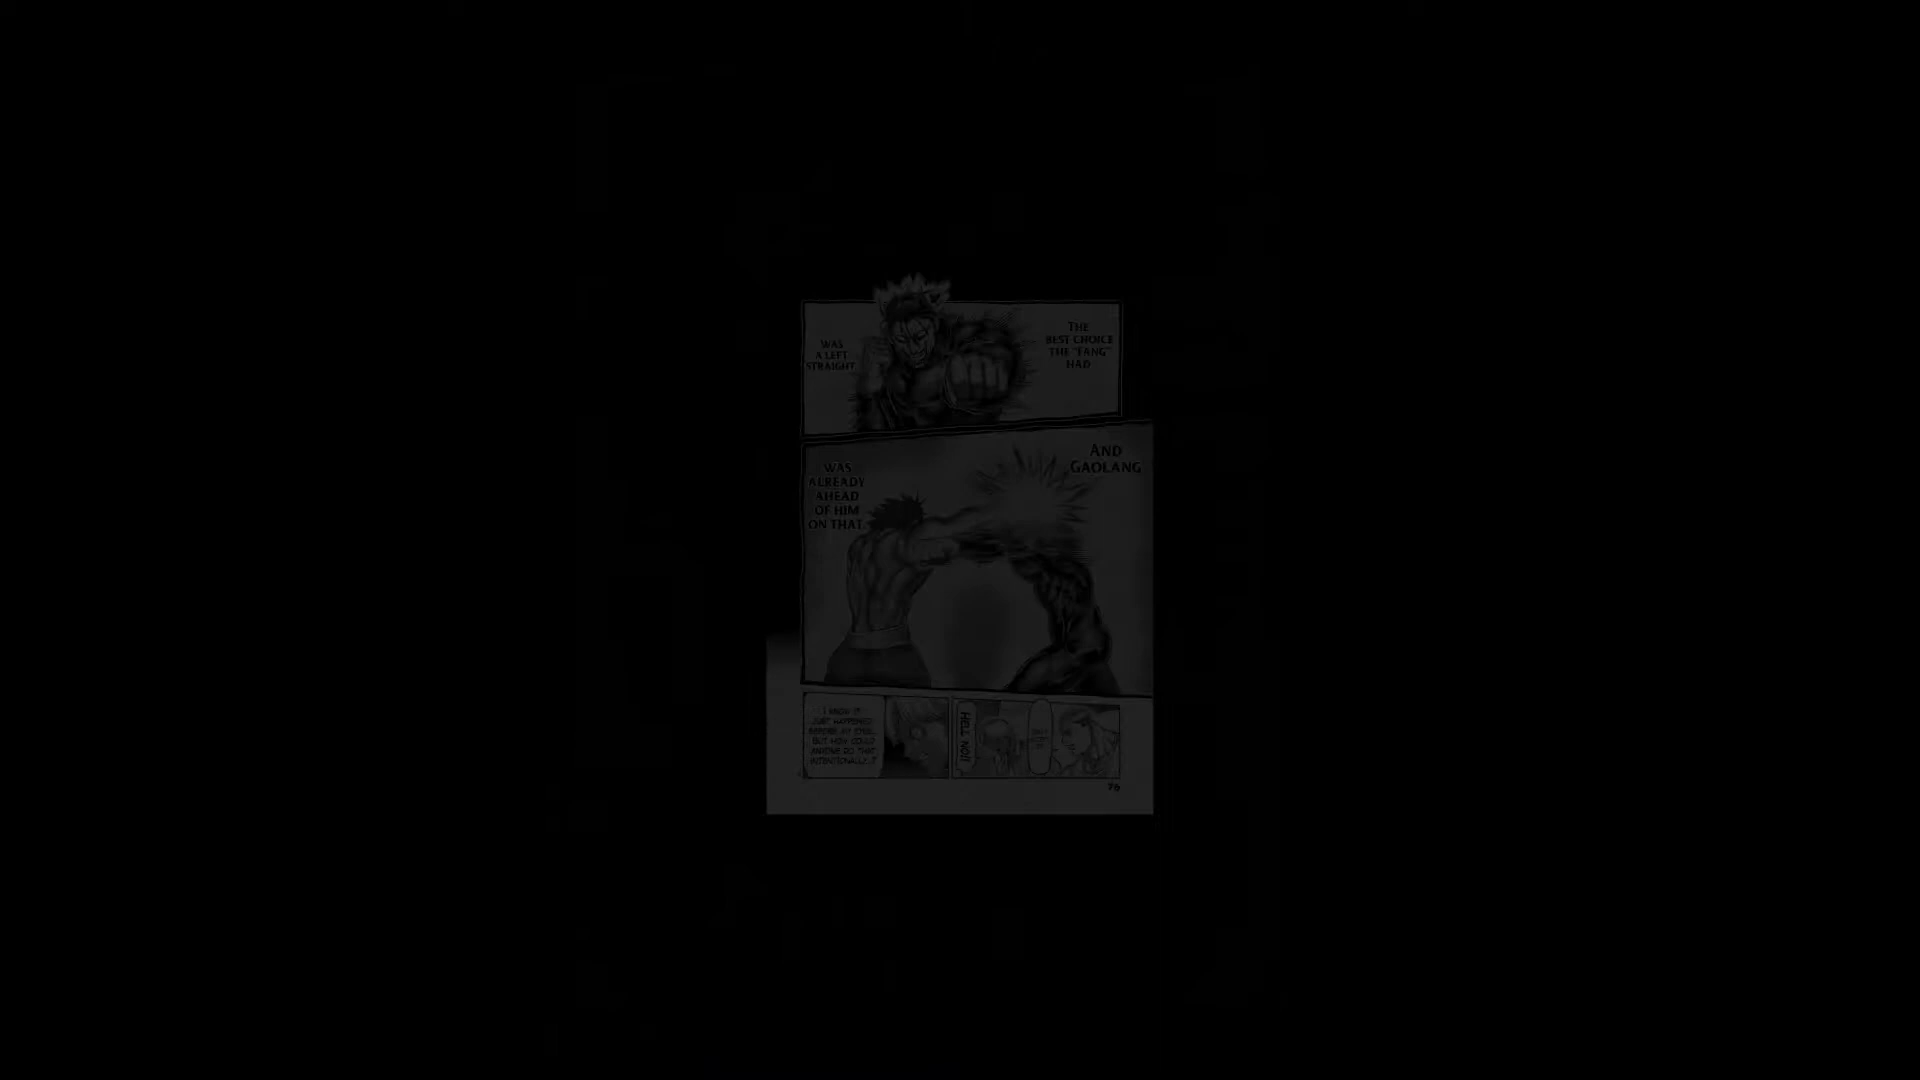 THE
BEST CHOICE
THE "FANG"
HAD
WAS
A LEFT
STRAIGHT
AND
GAOLANG
WAS
ALREADY
AHEAD
OF HIM
ON THAT.
HELL NO!!
I KNOW IT
JUST HAPPENED
BEFORE MY EYES...
BUT HOW COULD
ANYONE DO THAT
INTENTIONALLY...?